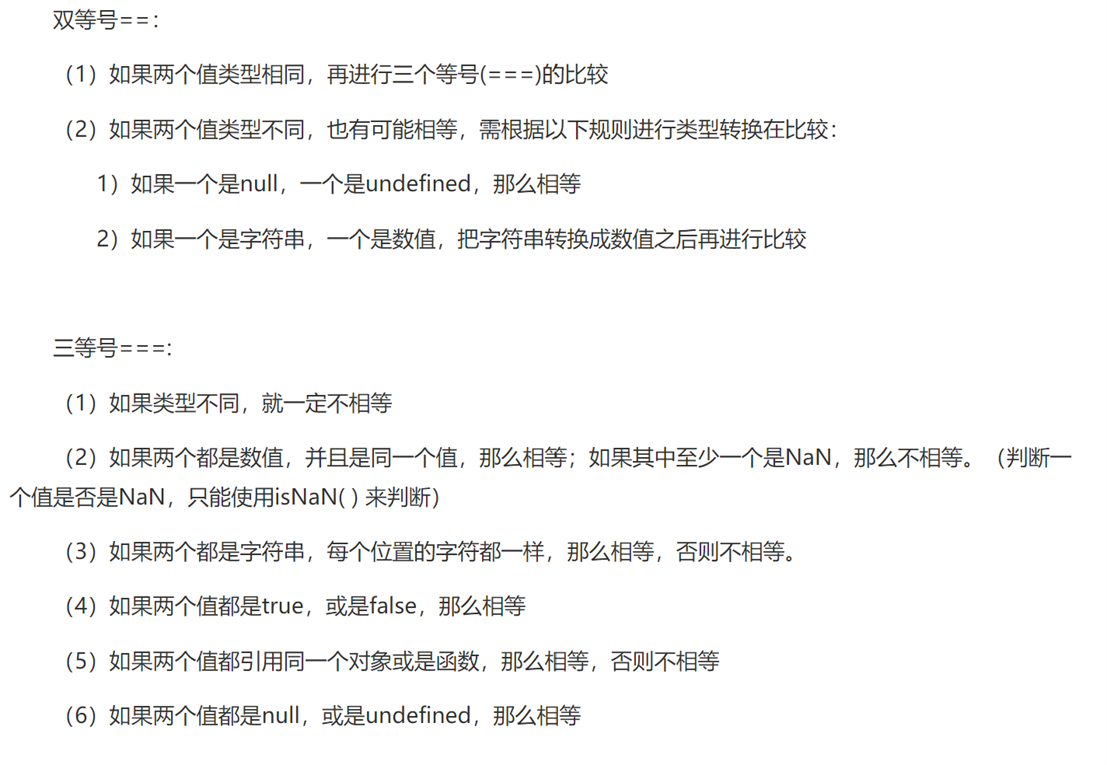 双等号==：
（1）如果两个值类型相同，再进行三个等号(===)的比较
（2）如果两个值类型不同，也有可能相等，需根据以下规则进行类型转换在比较：
1）如果一个是null，一个是undefined，那么相等
2）如果一个是字符串，一个是数值，把字符串转换成数值之后再进行比较
三等号===:
（1）如果类型不同，就一定不相等
（2）如果两个都是数值，并且是同一个值，那么相等；如果其中至少一个是NaN，那么不相等。（判断一
个值是否是NaN，只能使用isNaN( ) 来判断）
（3）如果两个都是字符串，每个位置的字符都一样，那么相等，否则不相等。
（4）如果两个值都是true，或是false，那么相等
（5）如果两个值都引用同一个对象或是函数，那么相等，否则不相等
（6）如果两个值都是null，或是undefined，那么相等